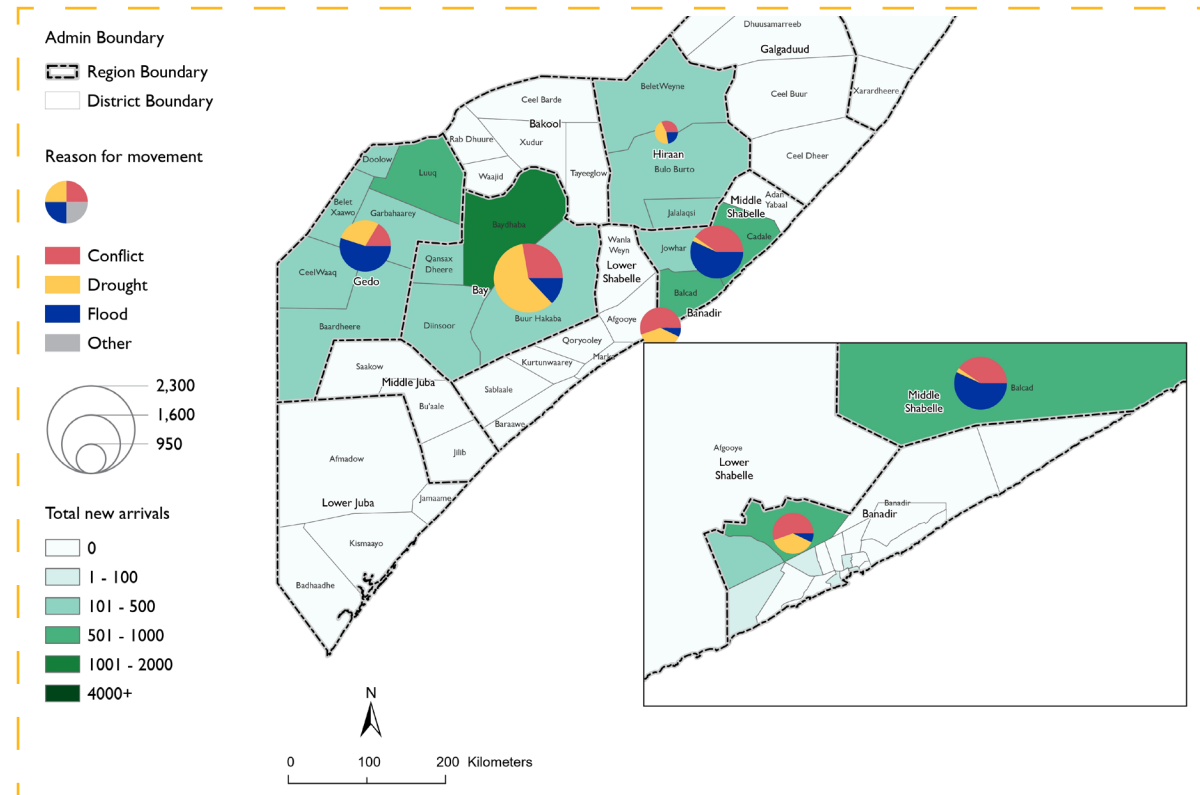 Admin Boundary
Region Boundary
District Boundary
Reason for movement
Conflict
Drought
Flood
Other
2,300
1,600
950
Total new arrivals
0
1 - 100
101 - 500
501 - 1000
1001 - 2000
4000+
Dhuusamarreeb
Galgaduud
BeletWeyne
Ceel Buur
Xarardheere
Ceel Barde
Bakool
Rab Dhuure
Xudur
Hiraan
Ceel Dheer
Doolow
Luuq
Waajid
Tayeeglow
Bulo Burto
Belet
Xaawo
Garbahaarey
Baydhaba
Jalalaqsi
Middle
Shabelle
Adan
Yabaal
Cadale
CeelWaaq
Gedo
Qansax
Dheere
Bay
Wanla
Weyn
Lower
Shabelle
Jowhar
Balcad
Banadir
Baardheere
Diinsoor
Buur Hakaba
Afgooye
Qoryooley
Saakow
Middle Juba
Kurtunwaarey
Marka
Sablaale
Bu'aale
Baraawe
Jilib
Afmadow
Lower Juba
Jamaame
Kismaayo
Badhaadhe
Middle
Shabelle
Balcad
Afgooye
Lower
Shabelle
Banadir
Banadir
N
0 100 200 Kilometers